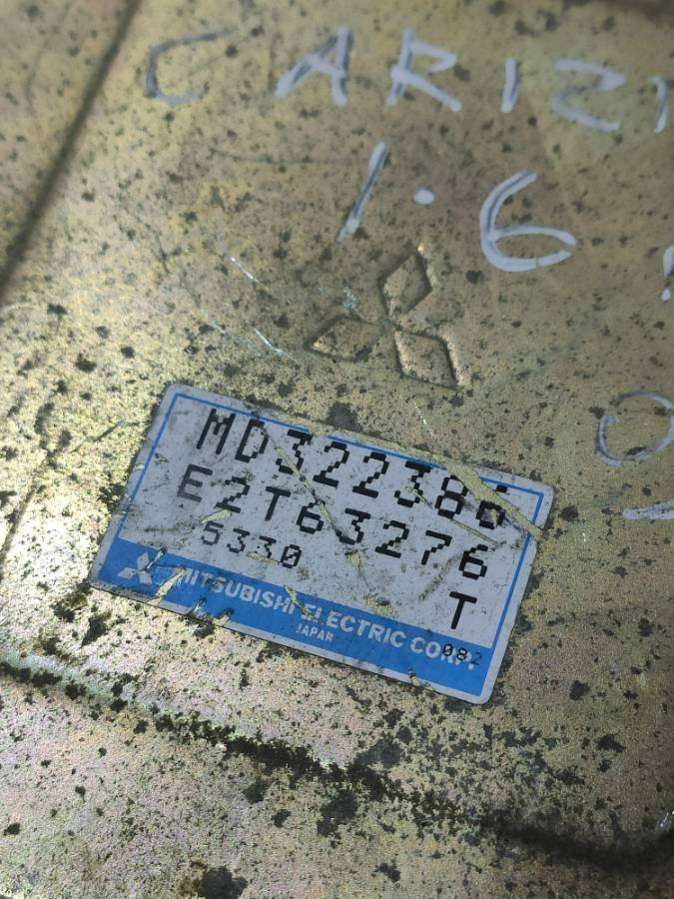 CARIZ
1.6
MD322386
E2T63276
5330
T
MITSUBISHI ELECTRIC CORP.
082
JAPAN